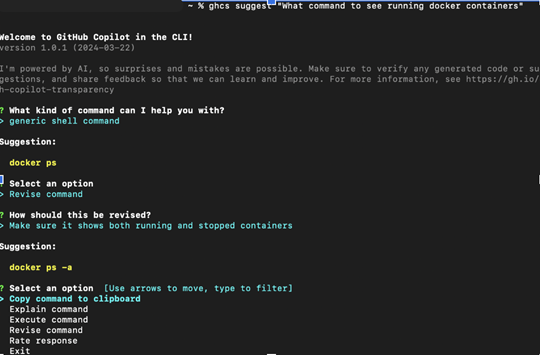 ~ % ghcs suggest "What command to see running docker containers"
Welcome to GitHub Copilot in the CLI!
version 1.0.1 (2024-03-22)
I'm powered by AI, so surprises and mistakes are possible. Make sure to verify any generated code or su
gestions, and share feedback so that we can learn and improve. For more information, see https://gh.io/
h-copilot-transparency
? What kind of command can I help you with?
> generic shell command
Suggestion:
docker ps
? Select an option
> Revise command
? How should this be revised?
> Make sure it shows both running and stopped containers
Suggestion:
docker ps -a
? Select an option [Use arrows to move, type to filter]
> Copy command to clipboard
Explain command
Execute command
Revise command
Rate response
Exit